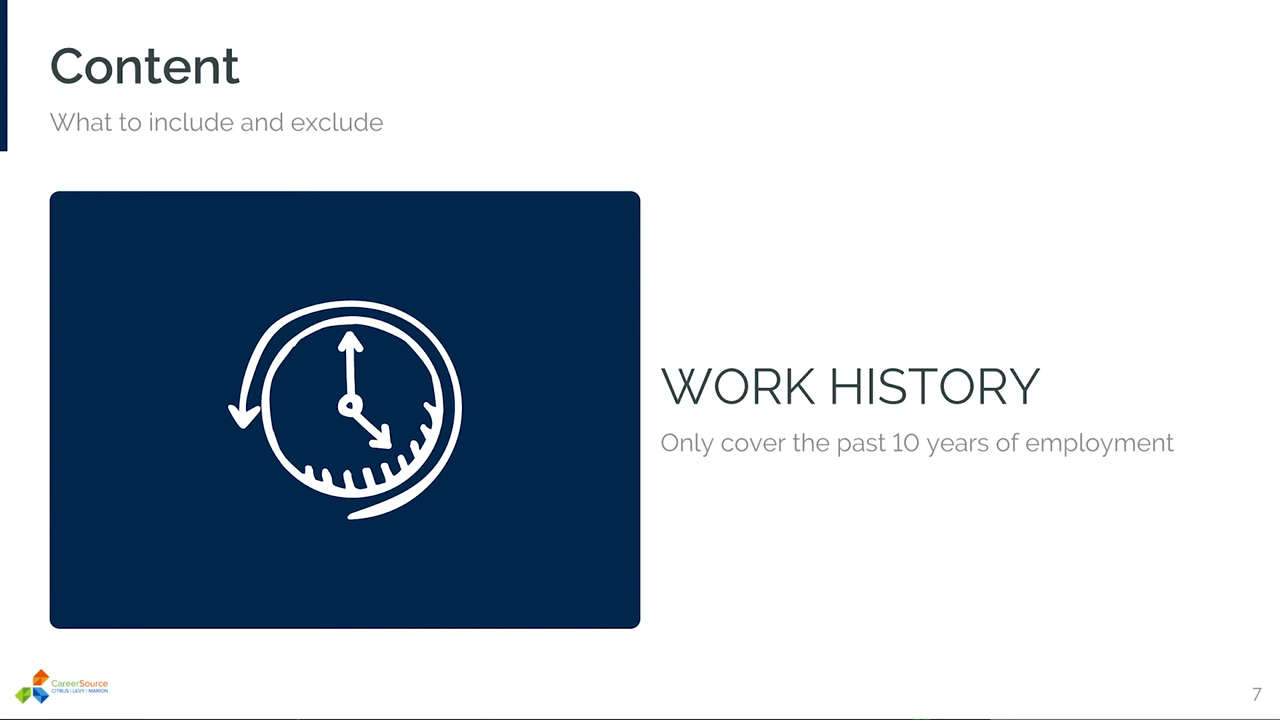 Content
What to include and exclude
WORK HISTORY
Only cover the past 10 years of employment
CareerSource
CITRUS | LEVY | MARION
7